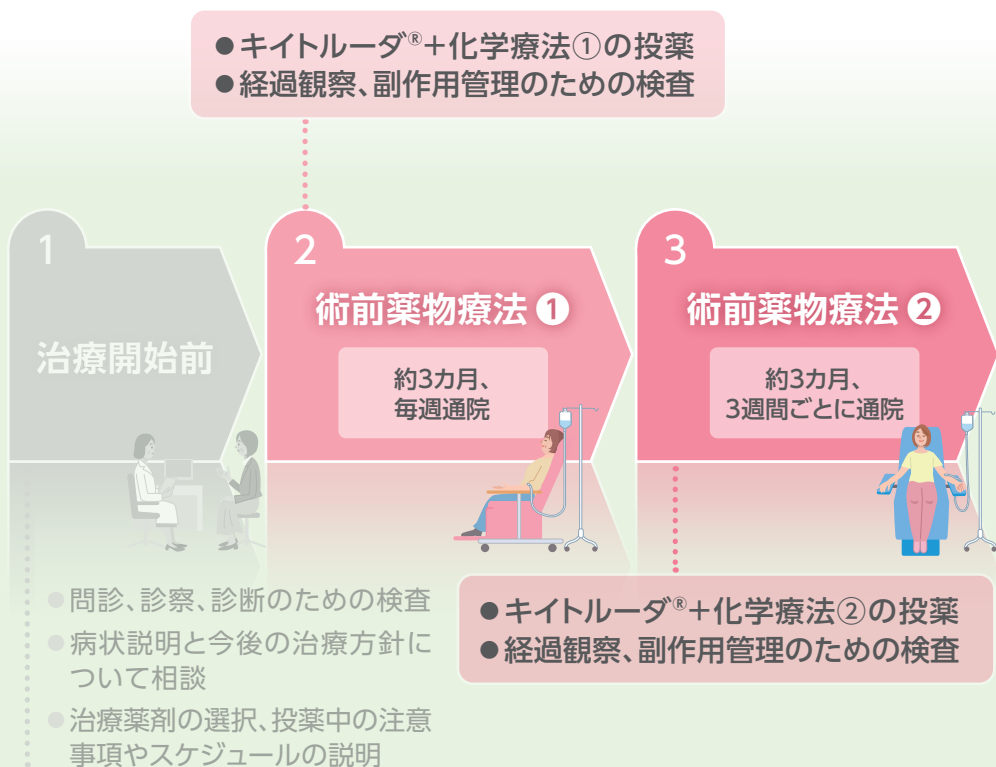 ●キイトルーダ®+化学療法①の投薬
●経過観察、副作用管理のための検査
1
治療開始前
2
術前薬物療法❶
約3カ月、
毎週通院
3
術前薬物療法❷
約3カ月、
3週間ごとに通院
●問診、診察、診断のための検査
●病状説明と今後の治療方針に
ついて相談
●治療薬剤の選択、投薬中の注意
事項やスケジュールの説明
●キイトルーダ®+化学療法②の投薬
●経過観察、副作用管理のための検査